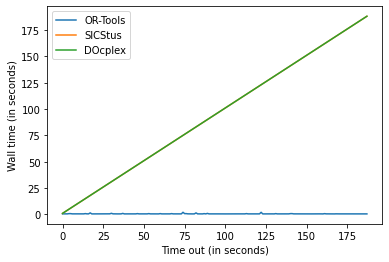 OR-Tools
SICStus
DOcplex
Wall time (in seconds)
175
150
125
100
75
50
25
0
0 25 50 75 100 125 150 175
Time out (in seconds)